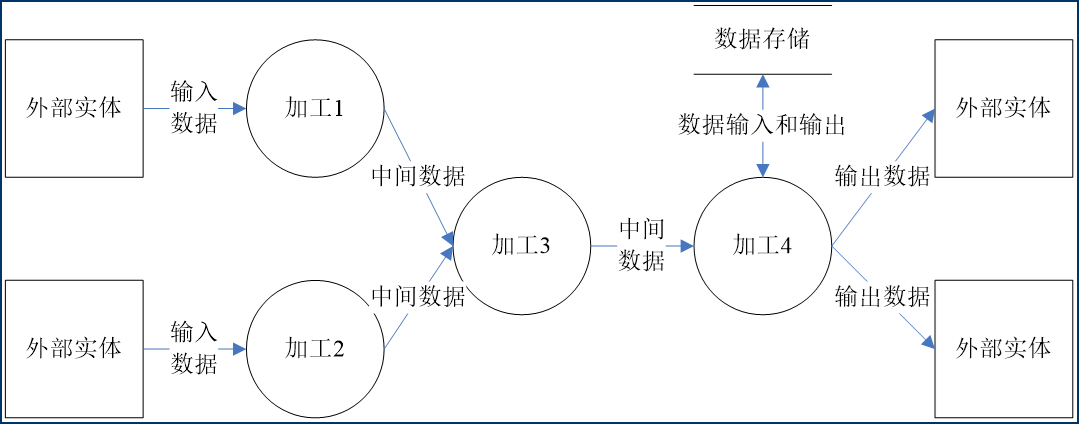 数据存储
外部实体
输入
数据
加工1
数据输入和输出
外部实体
中间数据
输出数据
加工3
中间
数据
加工4
中间数据
输出数据
外部实体
输入
数据
加工2
外部实体